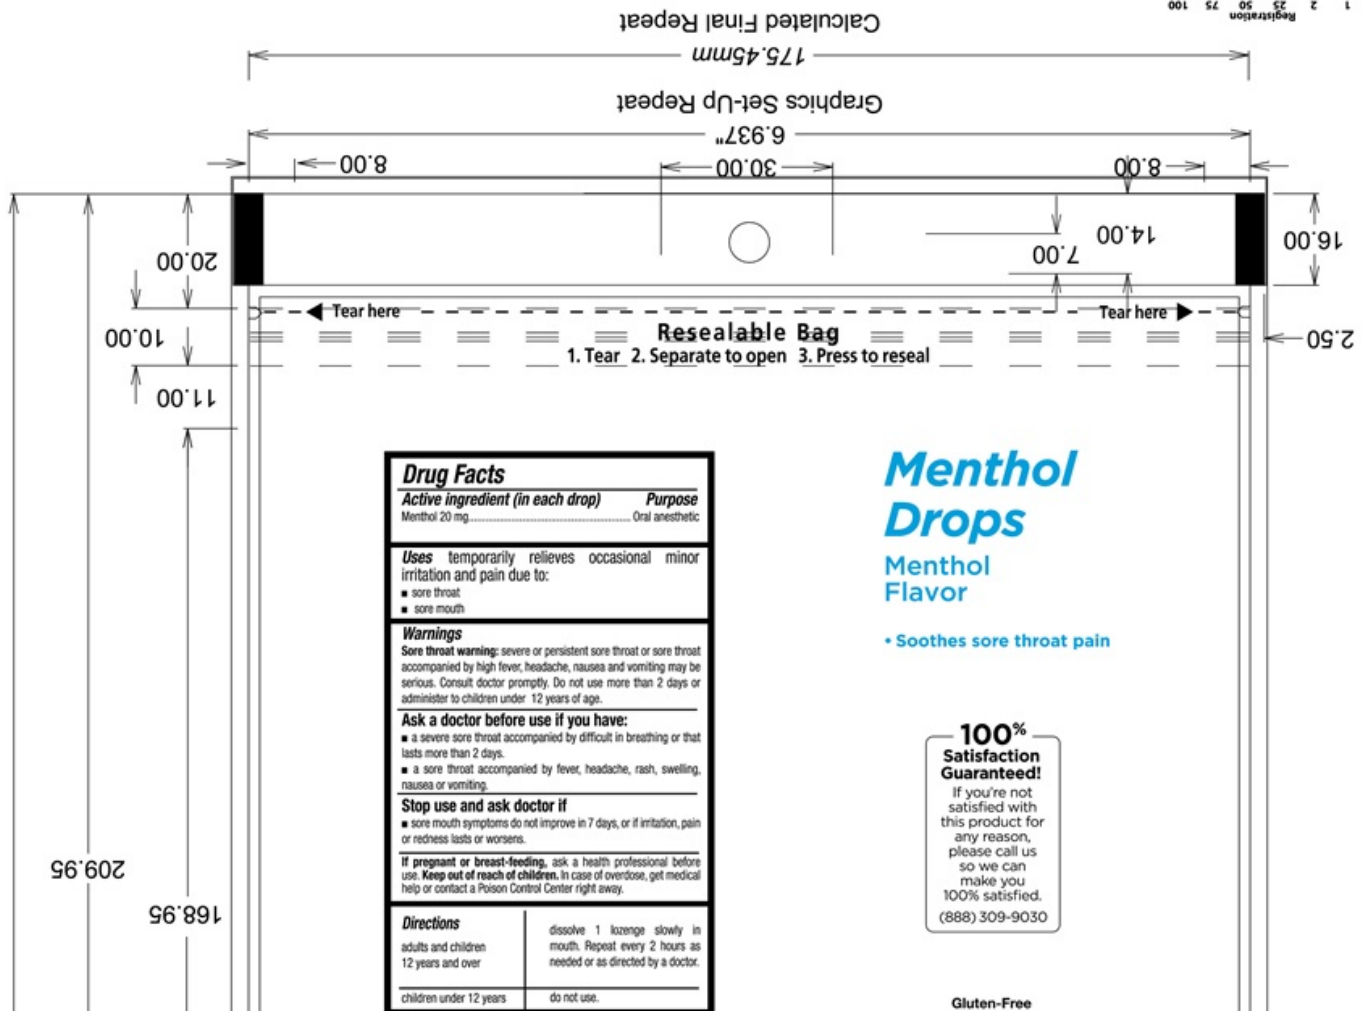 1 2 25 50 75 100
Registration
Calculated Final Repeat
175.45mm
Graphics Set-Up Repeat
6.937"
8.00
30.00
8.00
20.00
14.00
7.00
16.00
10.00
2.50
11.00
209.95
168.95
Tear here
Tear here
Resealable Bag
1. Tear 2. Separate to open 3. Press to reseal
Drug Facts
Active ingredient (in each drop) Purpose
Menthol 20 mg.......................................................... Oral anesthetic
Uses temporarily relieves occasional minor
irritation and pain due to:
■ sore throat
■ sore mouth
Warnings
Sore throat warning: severe or persistent sore throat or sore throat
accompanied by high fever, headache, nausea and vomiting may be
serious. Consult doctor promptly. Do not use more than 2 days or
administer to children under 12 years of age.
Ask a doctor before use if you have:
■ a severe sore throat accompanied by difficult in breathing or that
lasts more than 2 days.
■ a sore throat accompanied by fever, headache, rash, swelling,
nausea or vomiting.
Stop use and ask doctor if
■ sore mouth symptoms do not improve in 7 days, or if irritation, pain
or redness lasts or worsens.
If pregnant or breast-feeding, ask a health professional before
use. Keep out of reach of children. In case of overdose, get medical
help or contact a Poison Control Center right away.
Directions
adults and children
12 years and over
dissolve 1 lozenge slowly in
mouth. Repeat every 2 hours as
needed or as directed by a doctor.
children under 12 years
do not use.
Menthol
Drops
Menthol
Flavor
• Soothes sore throat pain
100%
Satisfaction
Guaranteed!
If you're not
satisfied with
this product for
any reason,
please call us
so we can
make you
100% satisfied.
(888) 309-9030
Gluten-Free